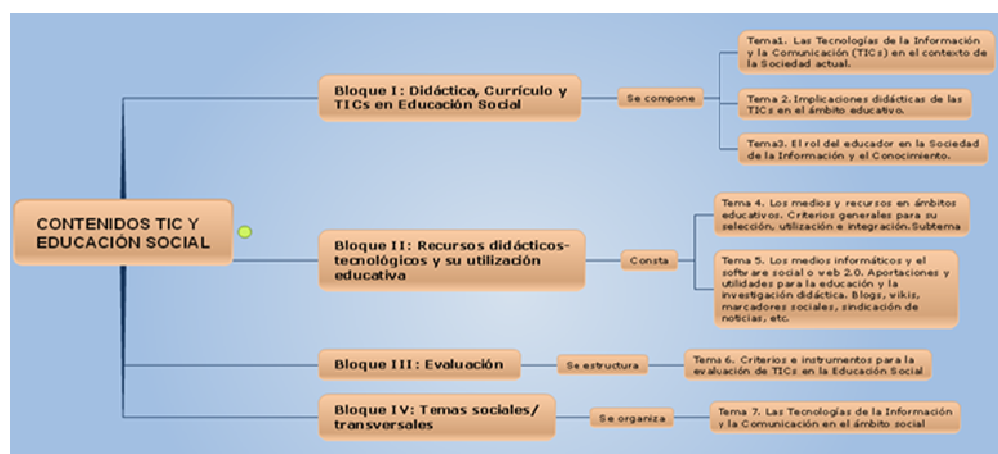 CONTENIDOS TIC Y
EDUCACIÓN SOCIAL
Bloque I: Didáctica, Currículo y
TICs en Educación Social
Se compone
Tema1. Las Tecnologías de la Información
y la Comunicación (TICs) en el contexto de
la Sociedad actual.
Tema 2. Implicaciones didácticas de las
TICs en el ámbito educativo.
Tema3. El rol del educador en la Sociedad
de la Información y el Conocimiento.
Bloque II: Recursos didácticos-
tecnológicos y su utilización
educativa
Consta
Tema 4. Los medios y recursos en ámbitos
educativos. Criterios generales para su
selección, utilización e integración.Subtema
Tema 5. Los medios informáticos y el
software social o web 2.0. Aportaciones y
utilidades para la educación y la
investigación didáctica. Blogs, wikis,
marcadores sociales, sindicación de
noticias, etc.
Bloque III: Evaluación
Se estructura
Tema 6. Criterios e instrumentos para la
evaluación de TICs en la Educación Social
Bloque IV: Temas sociales/
transversales
Se organiza
Tema 7. Las Tecnologías de la Información
y la Comunicación en el ámbito social